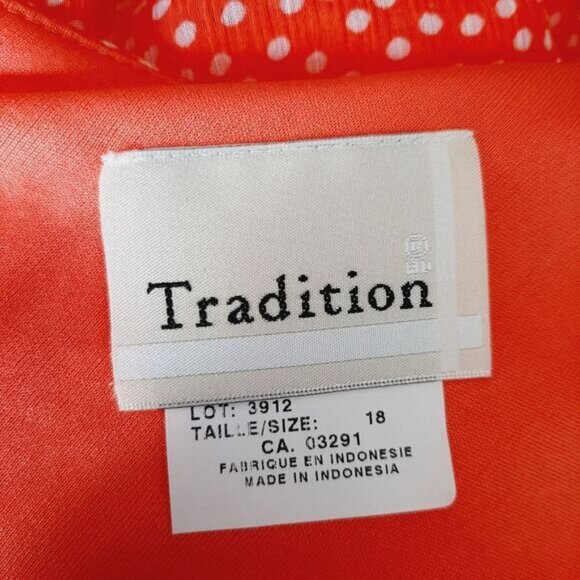 Tradition
LOT: 3912
TAILLE/SIZE: 18
CA. 03291
FABRIQUE EN INDONESIE
MADE IN INDONESIA